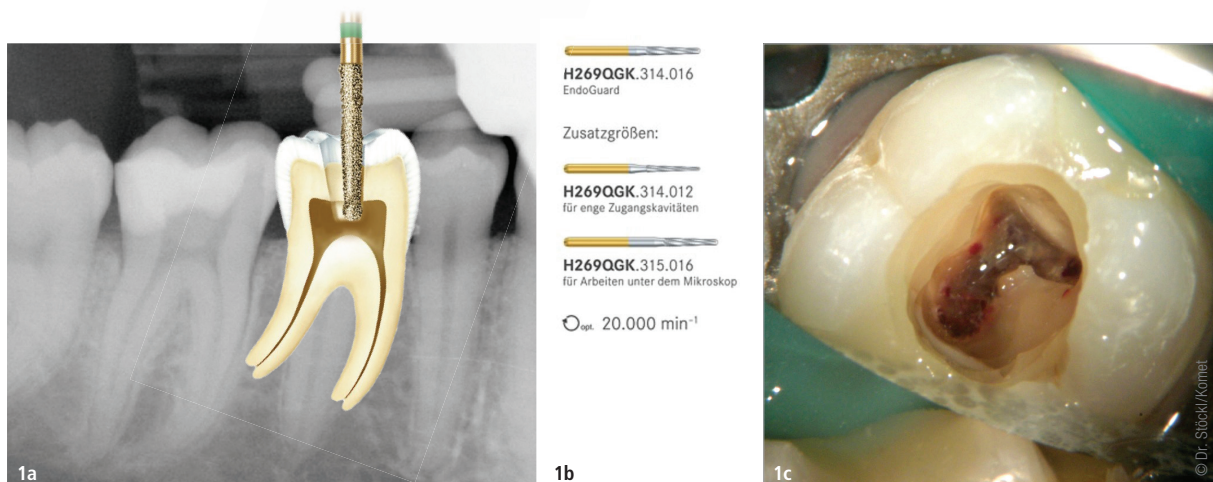 H269QGK.314.016
EndoGuard
Zusatzgrößen:
H269QGK.314.012
für enge Zugangskavitäten
H269QGK.315.016
für Arbeiten unter dem Mikroskop
opt. 20.000 min⁻¹
1a
1b
1c
© Dr. Stöckl/Komet